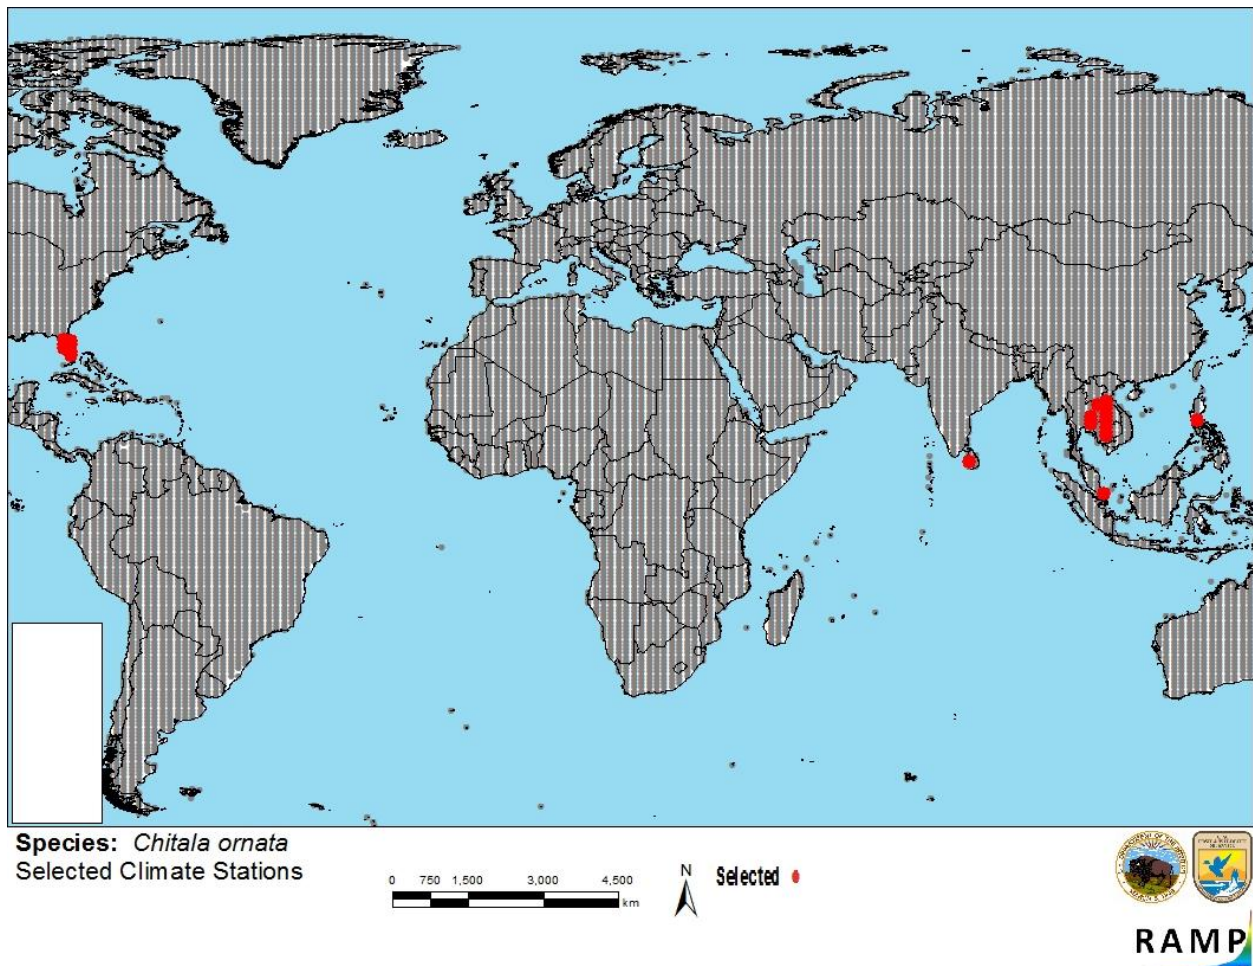 Species: Chitala ornata
Selected Climate Stations
0 750 1,500 3,000 4,500
km
N
Selected
RAMP